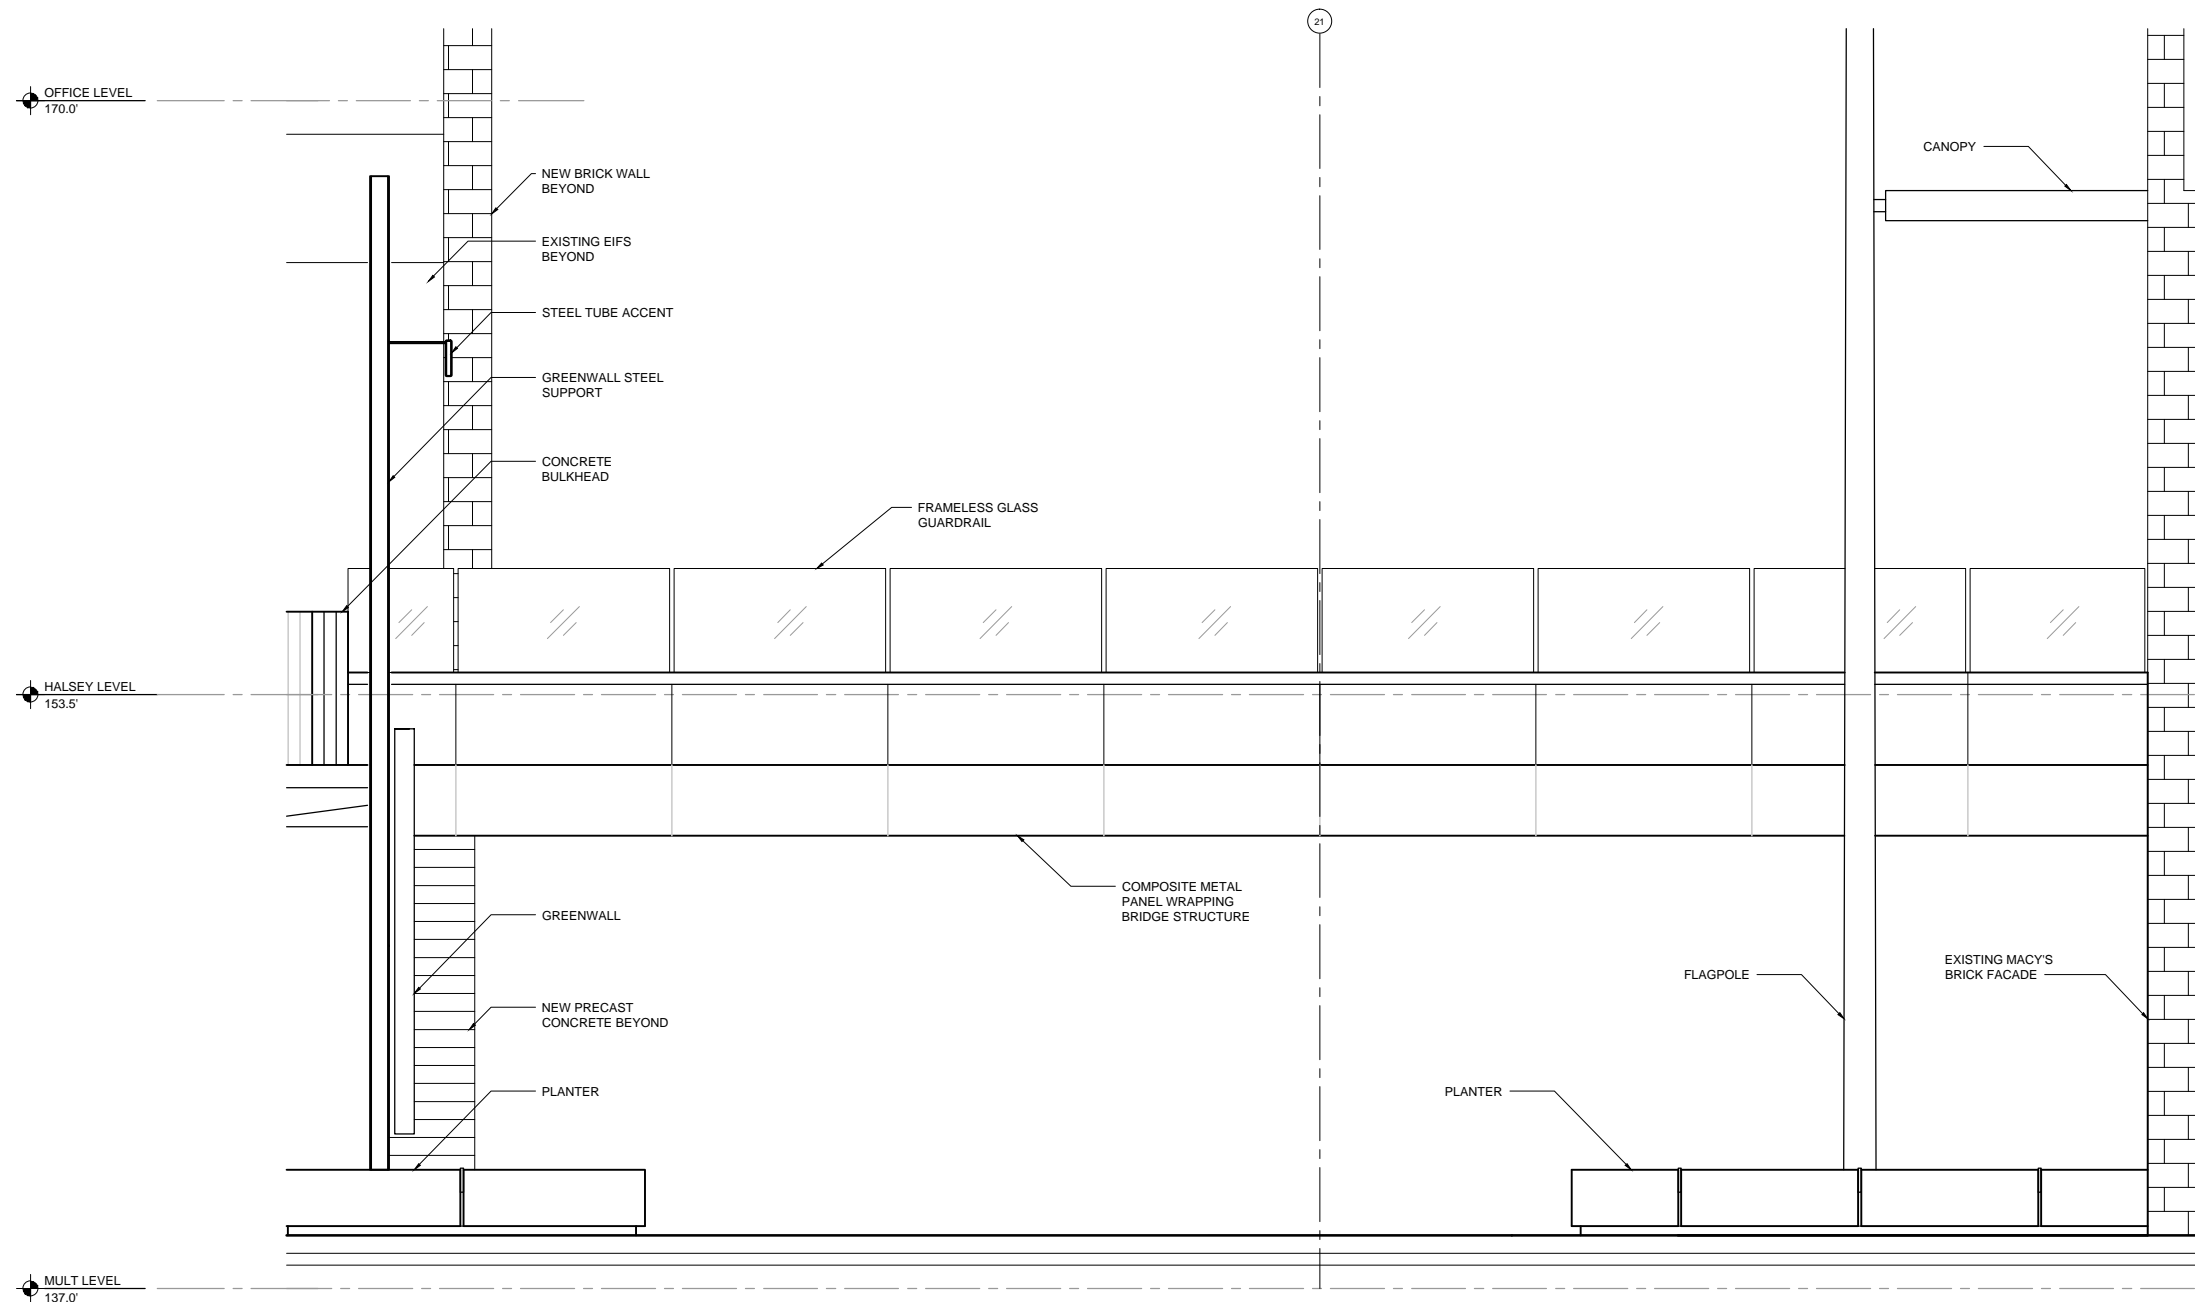 21
OFFICE LEVEL
170.0'
CANOPY
NEW BRICK WALL
BEYOND
EXISTING EIFS
BEYOND
STEEL TUBE ACCENT
GREENWALL STEEL
SUPPORT
CONCRETE
BULKHEAD
FRAMELESS GLASS
GUARDRAIL
HALSEY LEVEL
153.5'
COMPOSITE METAL
PANEL WRAPPING
BRIDGE STRUCTURE
GREENWALL
FLAGPOLE
EXISTING MACY'S
BRICK FACADE
NEW PRECAST
CONCRETE BEYOND
PLANTER
PLANTER
MULT LEVEL
137.0'